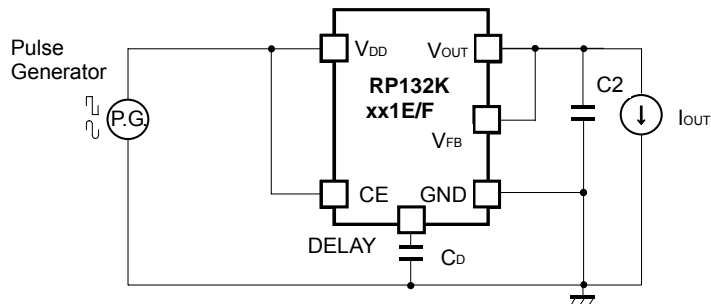 Pulse
Generator
P.G.
VDD
VOUT
RP132K
xx1E/F
VFB
CE
GND
DELAY
CD
C2
IOUT